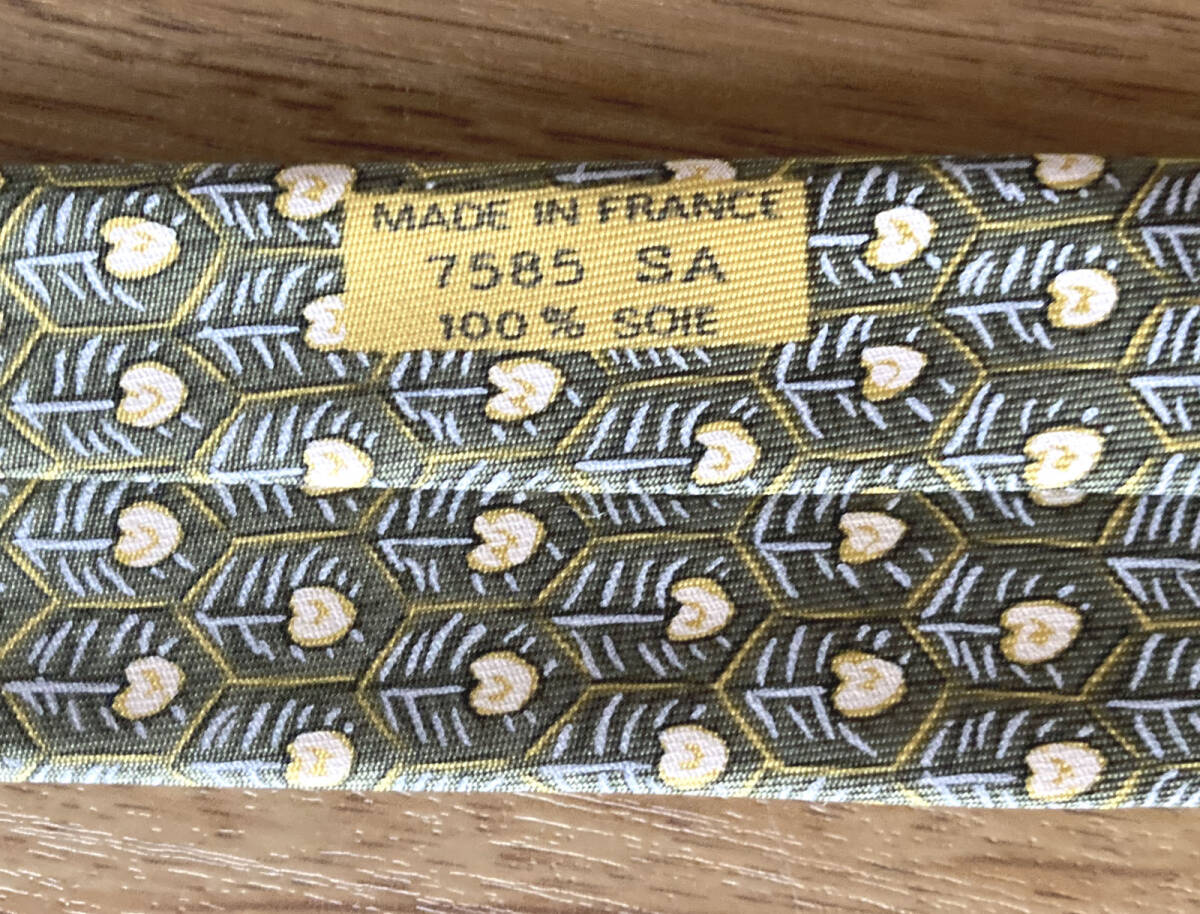 MADE IN FRANCE
7585 SA
100% SOIE